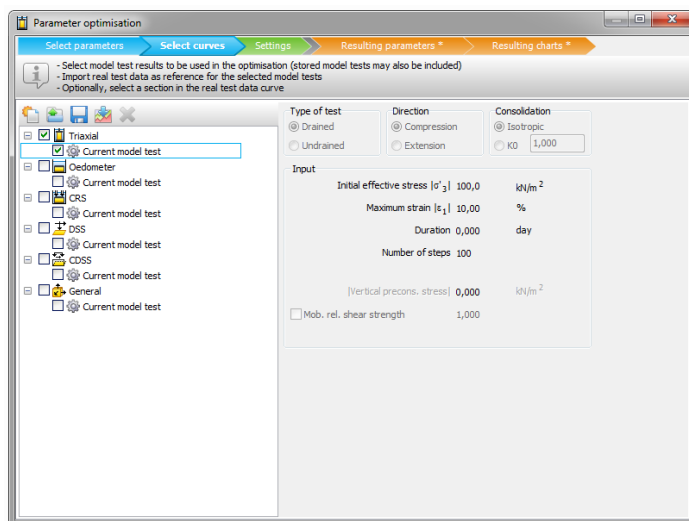 Parameter optimisation
Select parameters
Select curves
Settings
Resulting parameters *
Resulting charts *
- Select model test results to be used in the optimisation (stored model tests may also be included)
- Import real test data as reference for the selected model tests
- Optionally, select a section in the real test data curve
Triaxial
Current model test
Oedometer
Current model test
CRS
Current model test
DSS
Current model test
CDSS
Current model test
General
Current model test
Type of test
Drained
Undrained
Direction
Compression
Extension
Consolidation
Isotropic
K0 1,000
Input
Initial effective stress |σ'3| 100,0 kN/m 2
Maximum strain |ε1| 10,00 %
Duration 0,000 day
Number of steps 100
|Vertical precons. stress| 0,000 kN/m 2
Mob. rel. shear strength 1,000